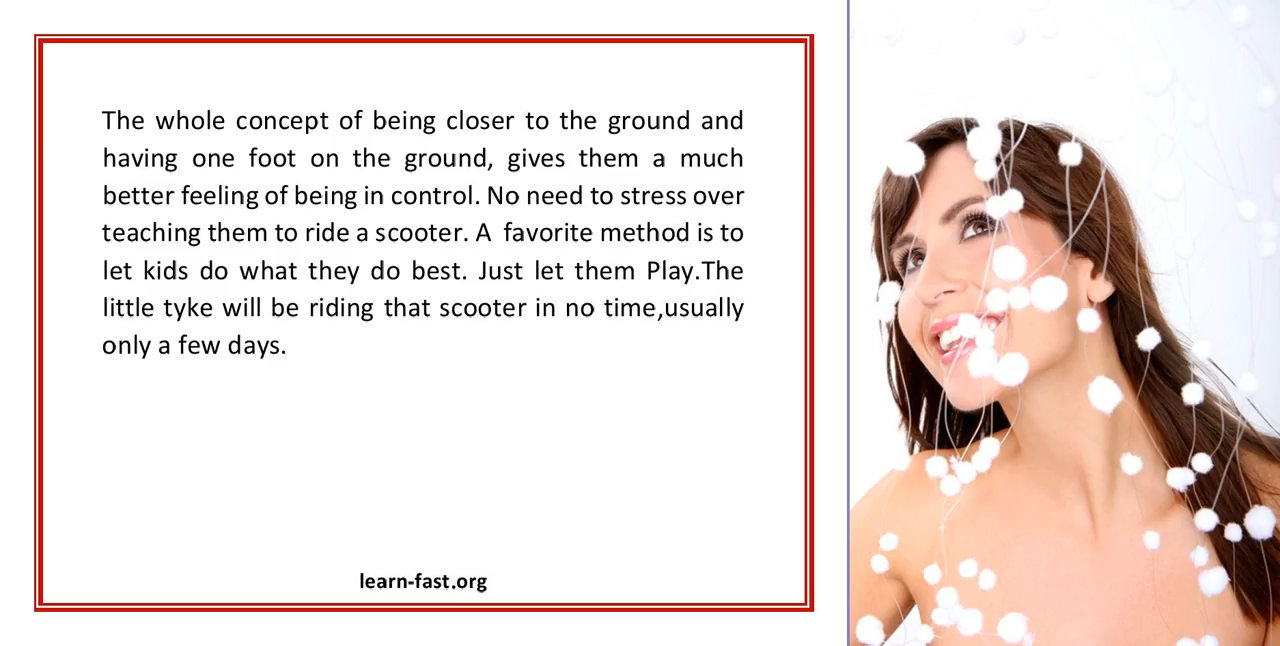 The whole concept of being closer to the ground and
having one foot on the ground, gives them a much
better feeling of being in control. No need to stress over
teaching them to ride a scooter. A favorite method is to
let kids do what they do best. Just let them Play.The
little tyke will be riding that scooter in no time,usually
only a few days.
learn-fast.org